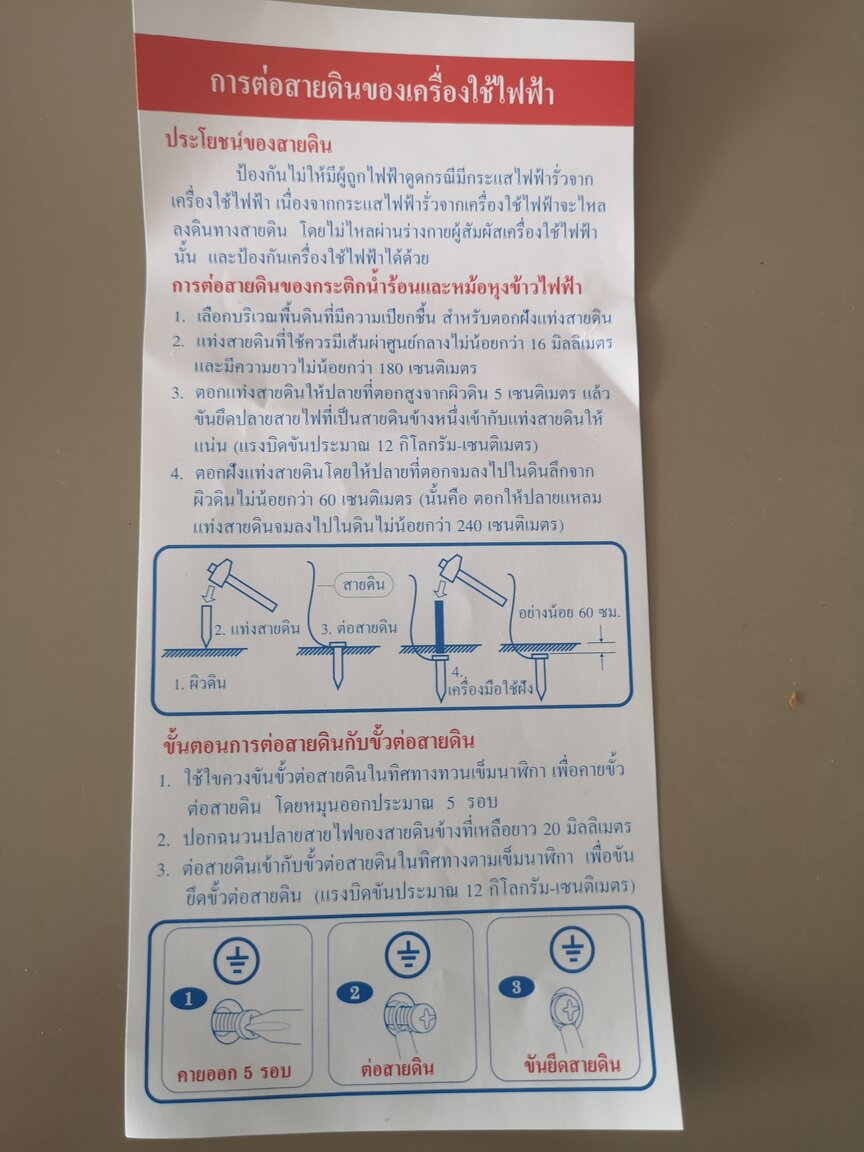 การต่อสายดินของเครื่องใช้ไฟฟ้า
ประโยชน์ของสายดิน
ป้องกันไม่ให้มีผู้ถูกไฟฟ้าดูดกรณีมีกระแสไฟฟ้ารั่วจาก
เครื่องใช้ไฟฟ้า เนื่องจากกระแสไฟฟ้ารั่วจากเครื่องใช้ไฟฟ้าจะไหล
ลงดินทางสายดิน โดยไม่ไหลผ่านร่างกายผู้สัมผัสเครื่องใช้ไฟฟ้า
นั้น และป้องกันเครื่องใช้ไฟฟ้าได้ด้วย
การต่อสายดินของกระติกน้ำร้อนและหม้อหุงข้าวไฟฟ้า
1. เลือกบริเวณพื้นดินที่มีความเปียกชื้น สำหรับตอกฝังแท่งสายดิน
2. แท่งสายดินที่ใช้ควรมีเส้นผ่าศูนย์กลางไม่น้อยกว่า 16 มิลลิเมตร
และมีความยาวไม่น้อยกว่า 180 เซนติเมตร
3. ตอกแท่งสายดินให้ปลายที่ตอกสูงจากผิวดิน 5 เซนติเมตร แล้ว
ขันยึดปลายสายไฟที่เป็นสายดินข้างหนึ่งเข้ากับแท่งสายดินให้
แน่น (แรงบิดขันประมาณ 12 กิโลกรัม-เซนติเมตร)
4. ตอกฝังแท่งสายดินโดยให้ปลายที่ตอกจมลงไปในดินลึกจาก
ผิวดินไม่น้อยกว่า 60 เซนติเมตร (นั้นคือ ตอกให้ปลายแหลม
แท่งสายดินจมลงไปในดินไม่น้อยกว่า 240 เซนติเมตร)
สายดิน
อย่างน้อย 60 ซม.
2. แท่งสายดิน
3. ต่อสายดิน
1. ผิวดิน
4.
เครื่องมือใช้ฝัง
ขั้นตอนการต่อสายดินกับขั้วต่อสายดิน
1. ใช้ไขควงขันขั้วต่อสายดินในทิศทางทวนเข็มนาฬิกา เพื่อคายขั้ว
ต่อสายดิน โดยหมุนออกประมาณ 5 รอบ
2. ปอกฉนวนปลายสายไฟของสายดินข้างที่เหลือยาว 20 มิลลิเมตร
3. ต่อสายดินเข้ากับขั้วต่อสายดินในทิศทางตามเข็มนาฬิกา เพื่อขัน
ยึดขั้วต่อสายดิน (แรงบิดขันประมาณ 12 กิโลกรัม-เซนติเมตร)
1
2
3
คายออก 5 รอบ
ต่อสายดิน
ขันยึดสายดิน